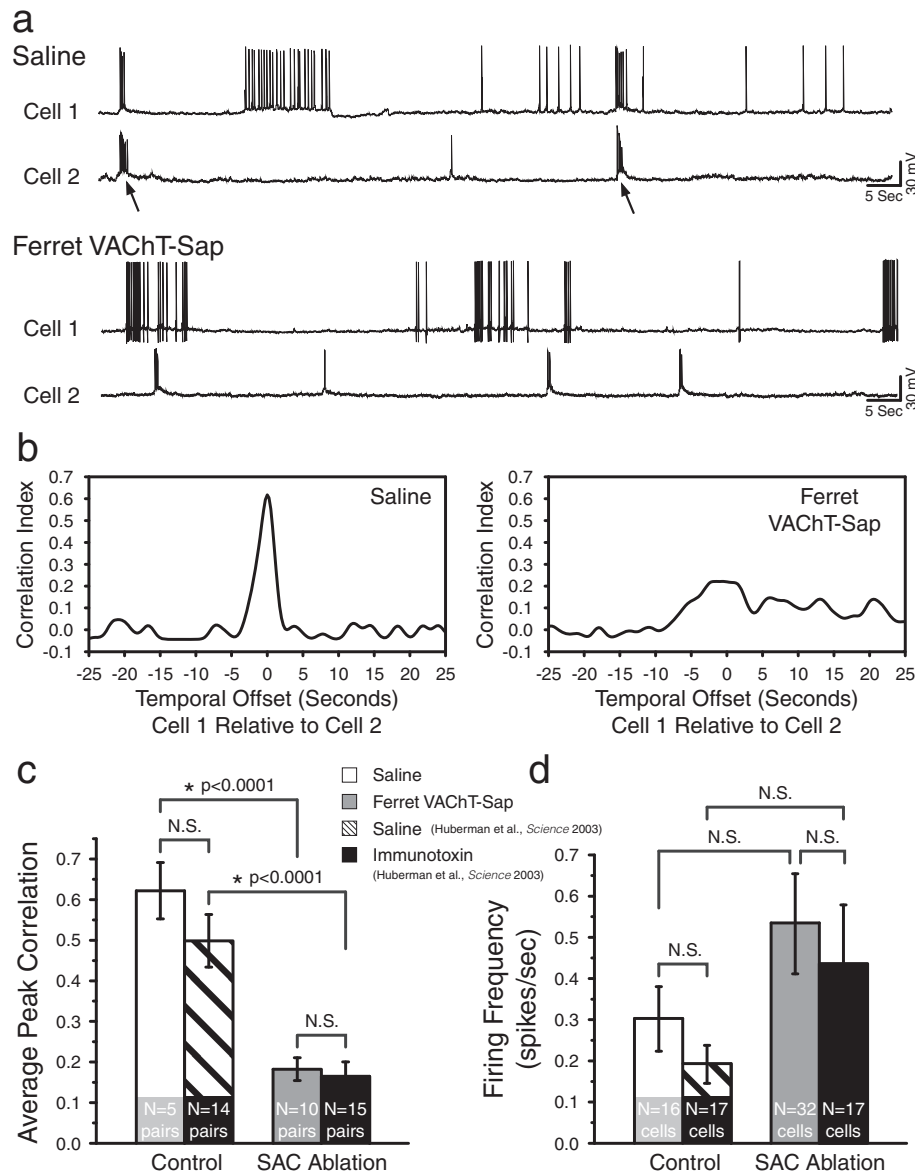 a
Saline
Cell 1
Cell 2
5 Sec
30 mV
Ferret VAChT-Sap
Cell 1
Cell 2
5 Sec
30 mV
b
Correlation Index
0.7
0.6
0.5
0.4
0.3
0.2
0.1
0.0
-0.1
Saline
-25 -20 -15 -10 -5 0 5 10 15 20 25
Temporal Offset (Seconds)
Cell 1 Relative to Cell 2
Correlation Index
0.7
0.6
0.5
0.4
0.3
0.2
0.1
0.0
-0.1
Ferret
VAChT-Sap
-25 -20 -15 -10 -5 0 5 10 15 20 25
Temporal Offset (Seconds)
Cell 1 Relative to Cell 2
c
* p<0.0001
N.S.
* p<0.0001
N.S.
Saline
Ferret VAChT-Sap
Saline (Huberman et al., Science 2003)
Immunotoxin
(Huberman et al., Science 2003)
Average Peak Correlation
0.7
0.6
0.5
0.4
0.3
0.2
0.1
0.0
N=5 pairs
N=14 pairs
N=10 pairs
N=15 pairs
Control
SAC Ablation
d
N.S.
N.S.
N.S.
N.S.
Firing Frequency
(spikes/sec)
0.7
0.6
0.5
0.4
0.3
0.2
0.1
0.0
N=16 cells
N=17 cells
N=32 cells
N=17 cells
Control
SAC Ablation